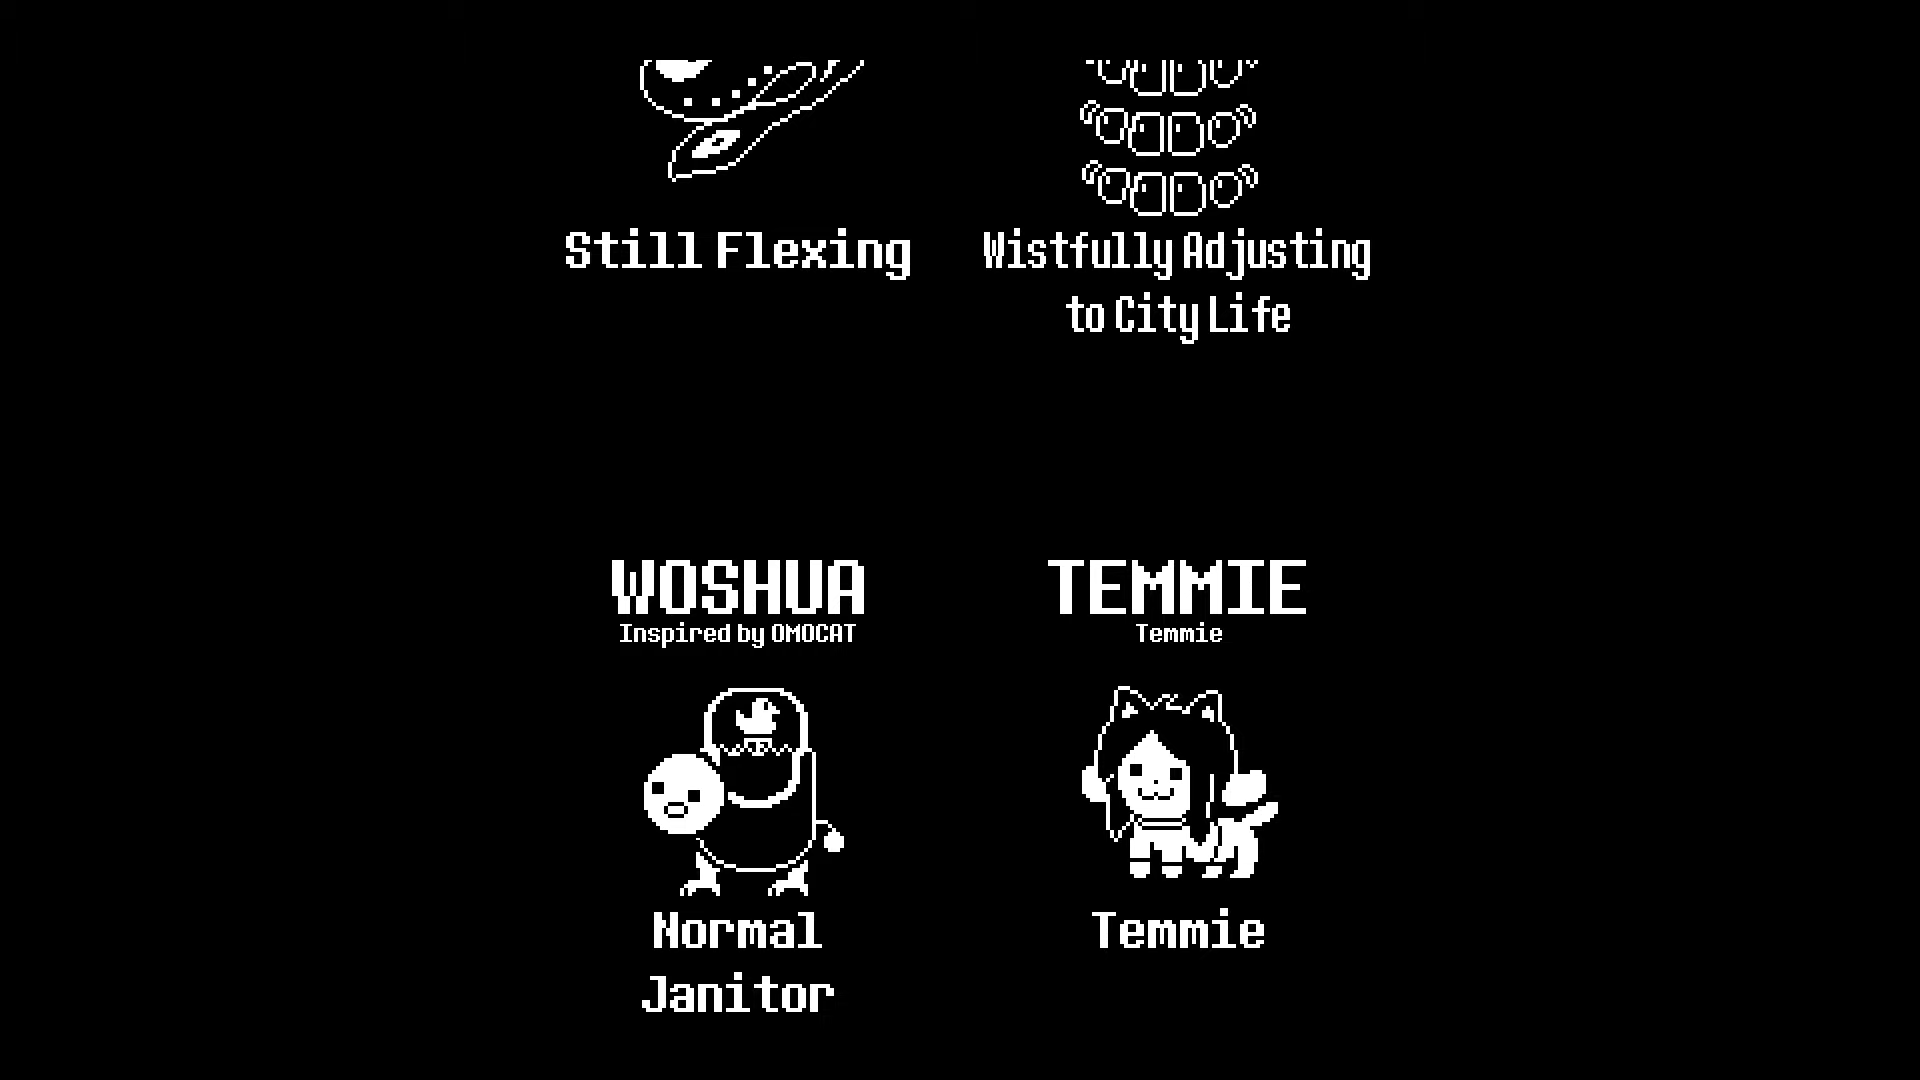 Still Flexing
Wistfully Adjusting
to City Life
WOSHUA
Inspired by OMOCAT
Normal
Janitor
TEMMIE
Temmie
Temmie